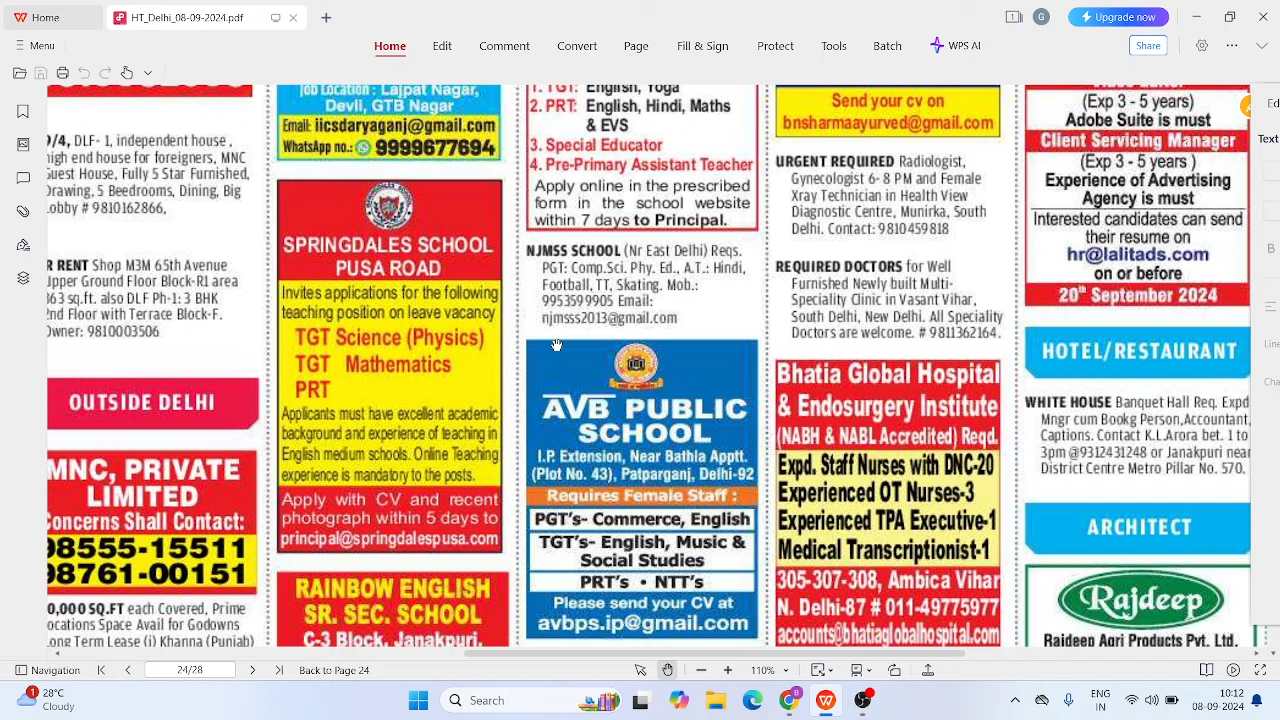 Home
HT_Delhi_08-09-2024.pdf
G
Upgrade now
Menu
Home
Edit
Comment
Convert
Page
Fill & Sign
Protect
Tools
Batch
WPS AI
Share
DLF- 1, independent house ,
high end house for foreigners, MNC
Guest House, Fully 5 Star Furnished,
Drawing, 5 Beedrooms, Dining, Big
Lobby # 9810162866,
R RENT Shop M3M 65th Avenue
Upper Ground Floor Block-R1 area
sq.ft. also DLF Ph-1: 3 BHK
2nd Floor with Terrace Block-F.
Owner: 9810003506
OUTSIDE DELHI
MNC, PRIVATE
LIMITED
Concerns Shall Contact:
98555-15511
98761-00151
0,000 SQ.FT each Covered, Prime
ocations Space Avail for Godowns
Long Term Lease (j) Khanna (Punjab)
Job Location : Lajpat Nagar,
Devli, GTB Nagar
Email: iicsdaryaganj@gmail.com
WhatsApp no.: 9999677694
SPRINGDALES SCHOOL
PUSA ROAD
Invites applications for the following
teaching position on leave vacancy
TGT Science (Physics)
TGT Mathematics
PRT
Applicants must have excellent academic
background and experience of teaching in
English medium schools. Online Teaching
experience is mandatory to the posts.
Apply with CV and recent
photograph within 5 days to
principal@springdalespusa.com
RAINBOW ENGLISH
SR. SEC. SCHOOL
C-3 Block, Janakpuri,
1. TGT: English, Yoga
2. PRT: English, Hindi, Maths
& EVS
3. Special Educator
4. Pre-Primary Assistant Teacher
Apply online in the prescribed
form in the school website
within 7 days to Principal.
NJMSS SCHOOL (Nr East Delhi) Reqs.
PGT: Comp.Sci. Phy. Ed., A.T.: Hindi,
Football, TT, Skating. Mob.:
9953599905 Email:
njmsss2013@gmail.com
AVB PUBLIC
SCHOOL
I.P. Extension, Near Bathla Apptt.
(Plot No. 43), Patparganj, Delhi-92
Requires Female Staff :
PGT's- Commerce, English
TGT's- English, Music &
Social Studies
PRT's • NTT's
Please send your CV at
avbps.ip@gmail.com
Send your cv on
bnsharmaayurved@gmail.com
URGENT REQUIRED Radiologist,
Gynecologist 6- 8 PM and Female
Xray Technician in Health View
Diagnostic Centre, Munirka, South
Delhi. Contact: 9810459818
REQUIRED DOCTORS for Well
Furnished Newly built Multi-
Speciality Clinic in Vasant Vihar,
South Delhi, New Delhi. All Speciality
Doctors are welcome. # 9811362164.
Bhatia Global Hospital
& Endosurgery Institute
(NABH & NABL Accredited) Reqd.
Expd. Staff Nurses with DNC-20
Experienced OT Nurses-3
Experienced TPA Executive-1
Medical Transcriptionist-1
305-307-308, Ambica Vihar
N. Delhi-87 # 011-49775977
accounts@bhatiaglobalhospital.com
(Exp 3 - 5 years)
Adobe Suite is must
Client Servicing Manager
(Exp 3 - 5 years )
Experience of Advertising
Agency is must
Interested candidates can send
their resume on
hr@lalitads.com
on or before
20th September 2024
HOTEL/RESTAURANT
WHITE HOUSE Banquet Hall Req. Expd
Mngr cum Bookg Person,Accountant,
Captions. Contact K.L.Arora bet. 1 to
3pm @9312431248 or Janakpuri near
District Centre Metro Pillar No. 570.
ARCHITECT
Rajdeep
Rajdeep Agri Products Pvt. Ltd.
Text
Navigation
24/28
Back to Page 24
110%
1
28°C
Cloudy
Search
ENG
IN
10:12
08-09-2024